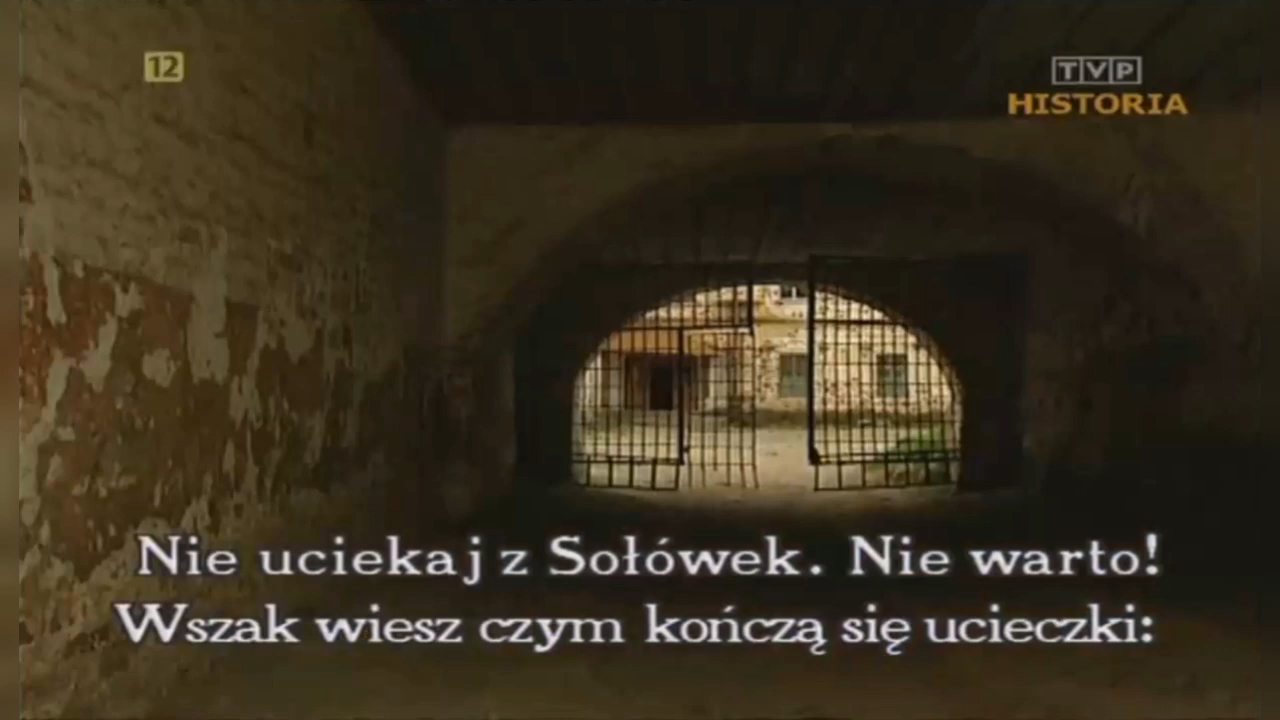 12
TVP
HISTORIA
Nie uciekaj z Sołówek. Nie warto!
Wszak wiesz czym kończą się ucieczki: